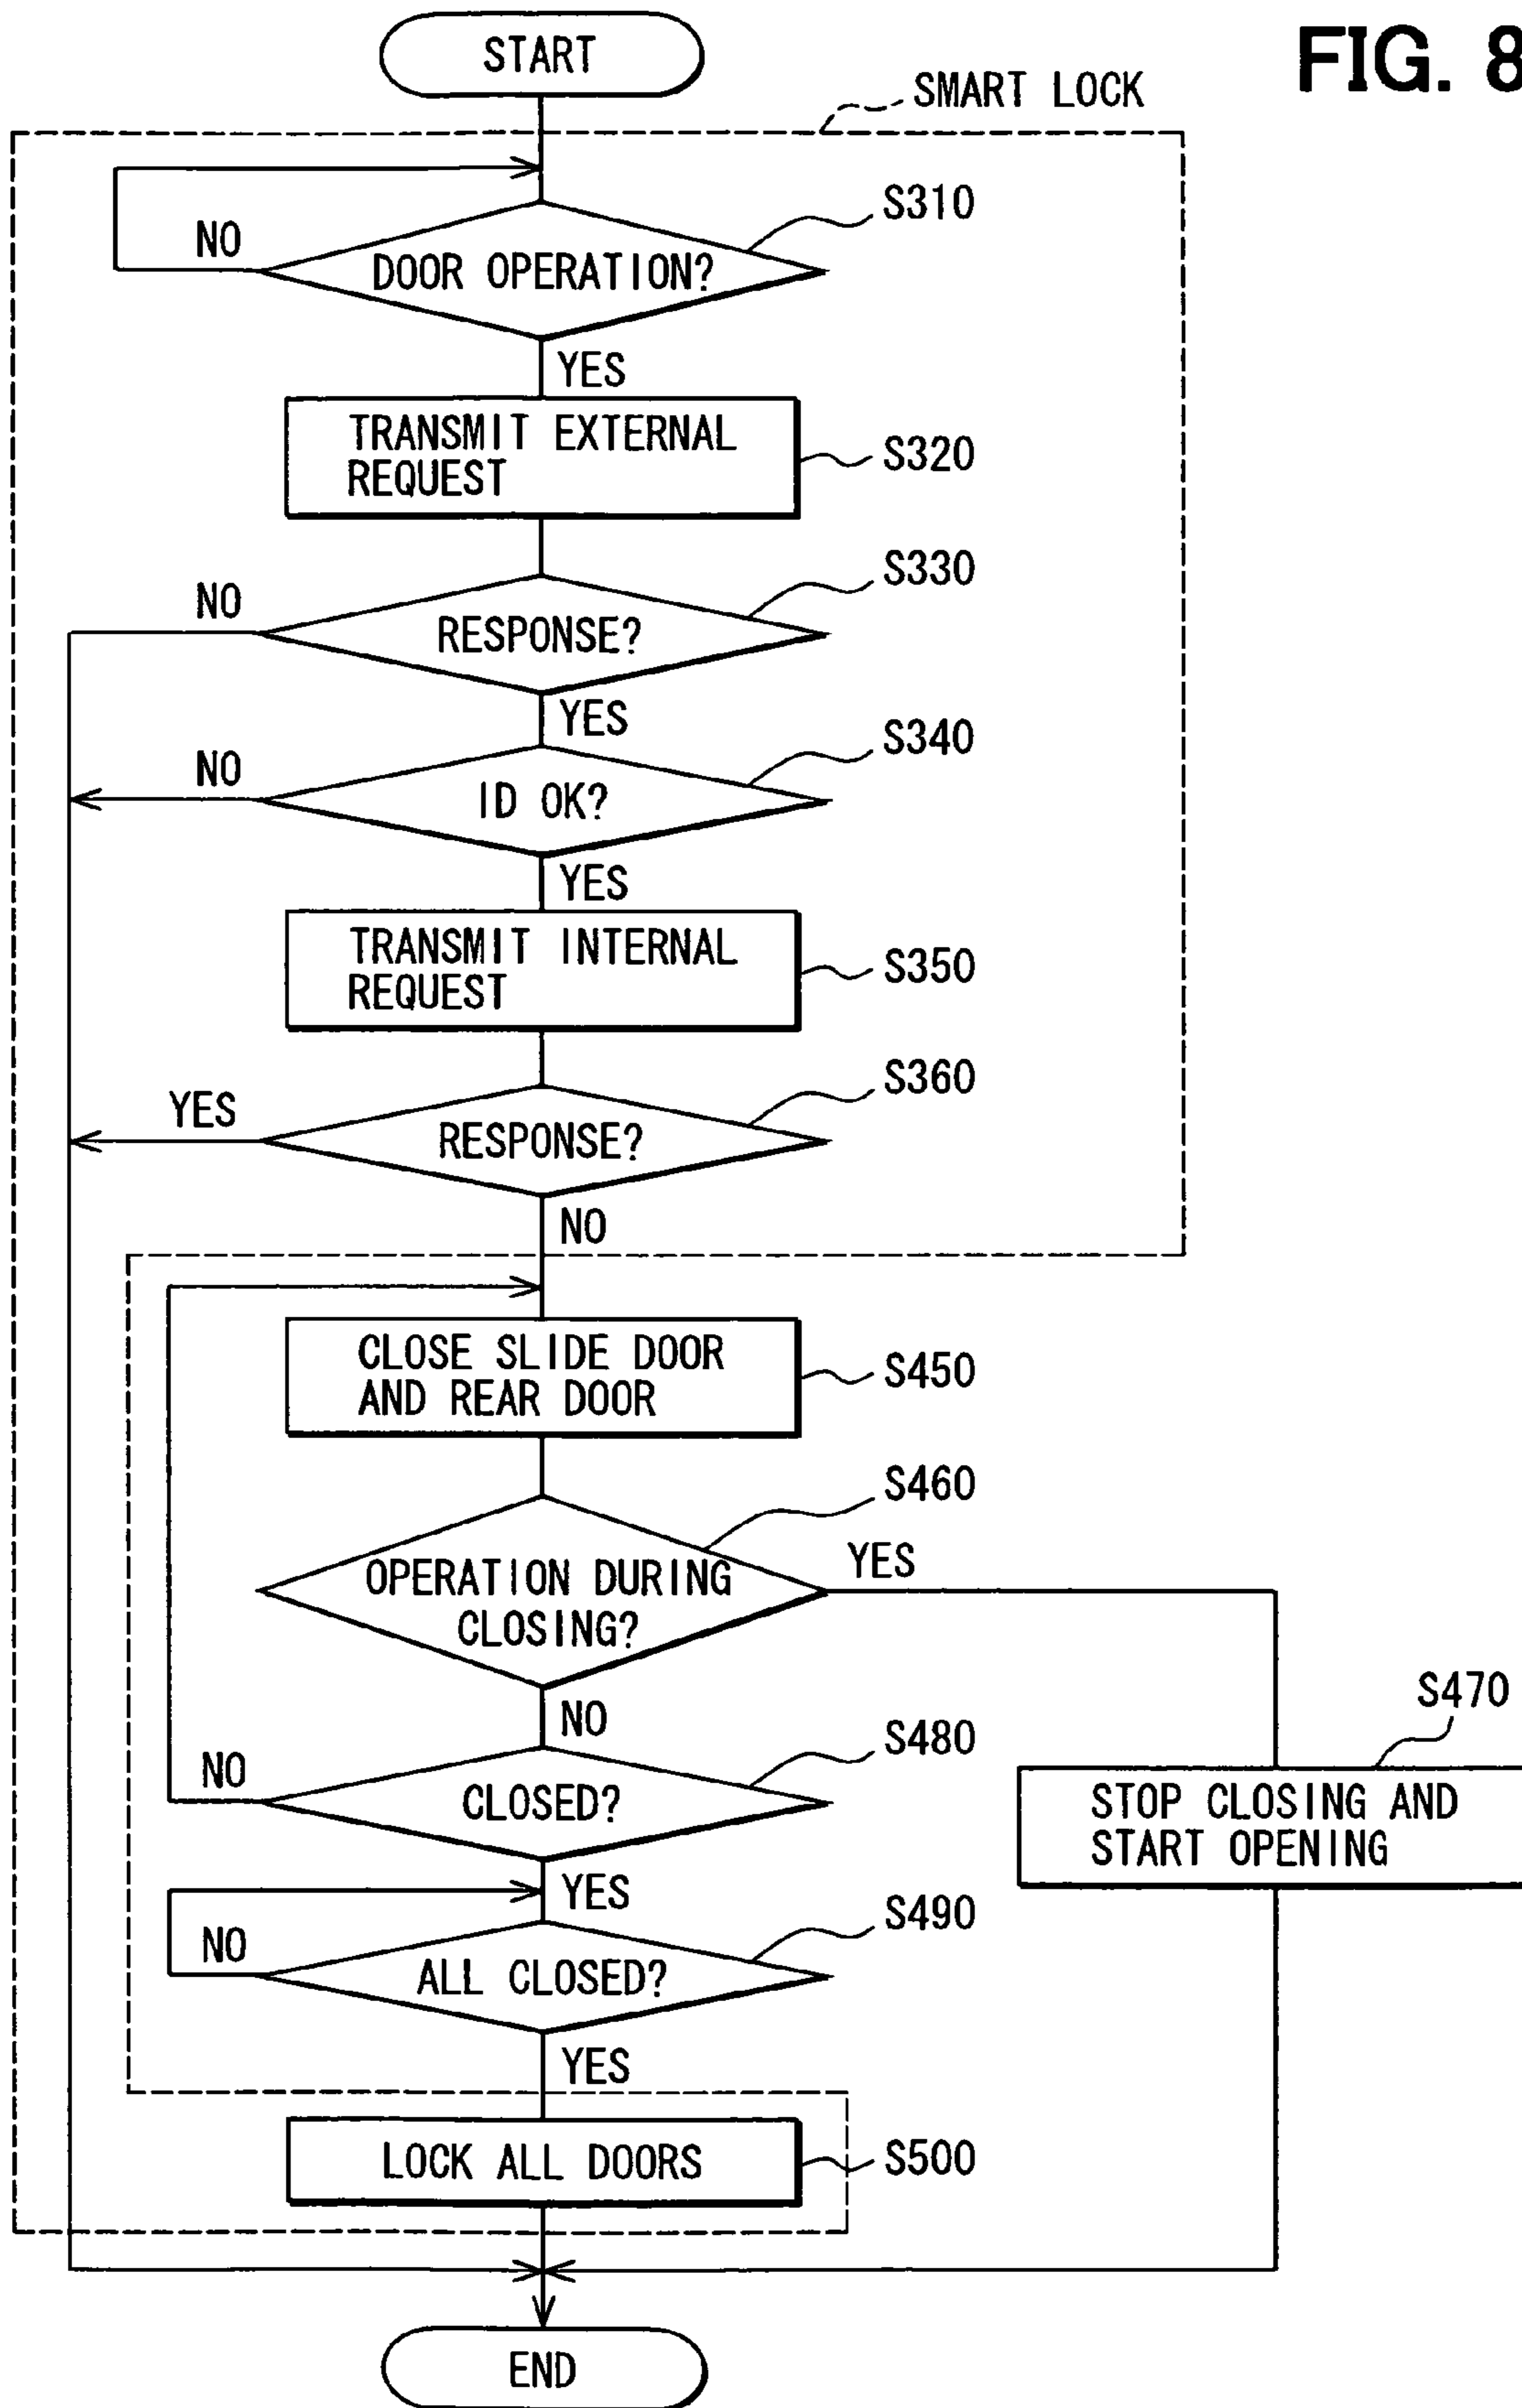 START
FIG. 8
SMART LOCK
S310
NO
DOOR OPERATION?
YES
TRANSMIT EXTERNAL
REQUEST
S320
S330
NO
RESPONSE?
YES
S340
NO
ID OK?
YES
TRANSMIT INTERNAL
REQUEST
S350
S360
YES
RESPONSE?
NO
CLOSE SLIDE DOOR
AND REAR DOOR
S450
S460
YES
OPERATION DURING
CLOSING?
NO
S470
S480
NO
CLOSED?
STOP CLOSING AND
START OPENING
YES
S490
NO
ALL CLOSED?
YES
LOCK ALL DOORS
S500
END